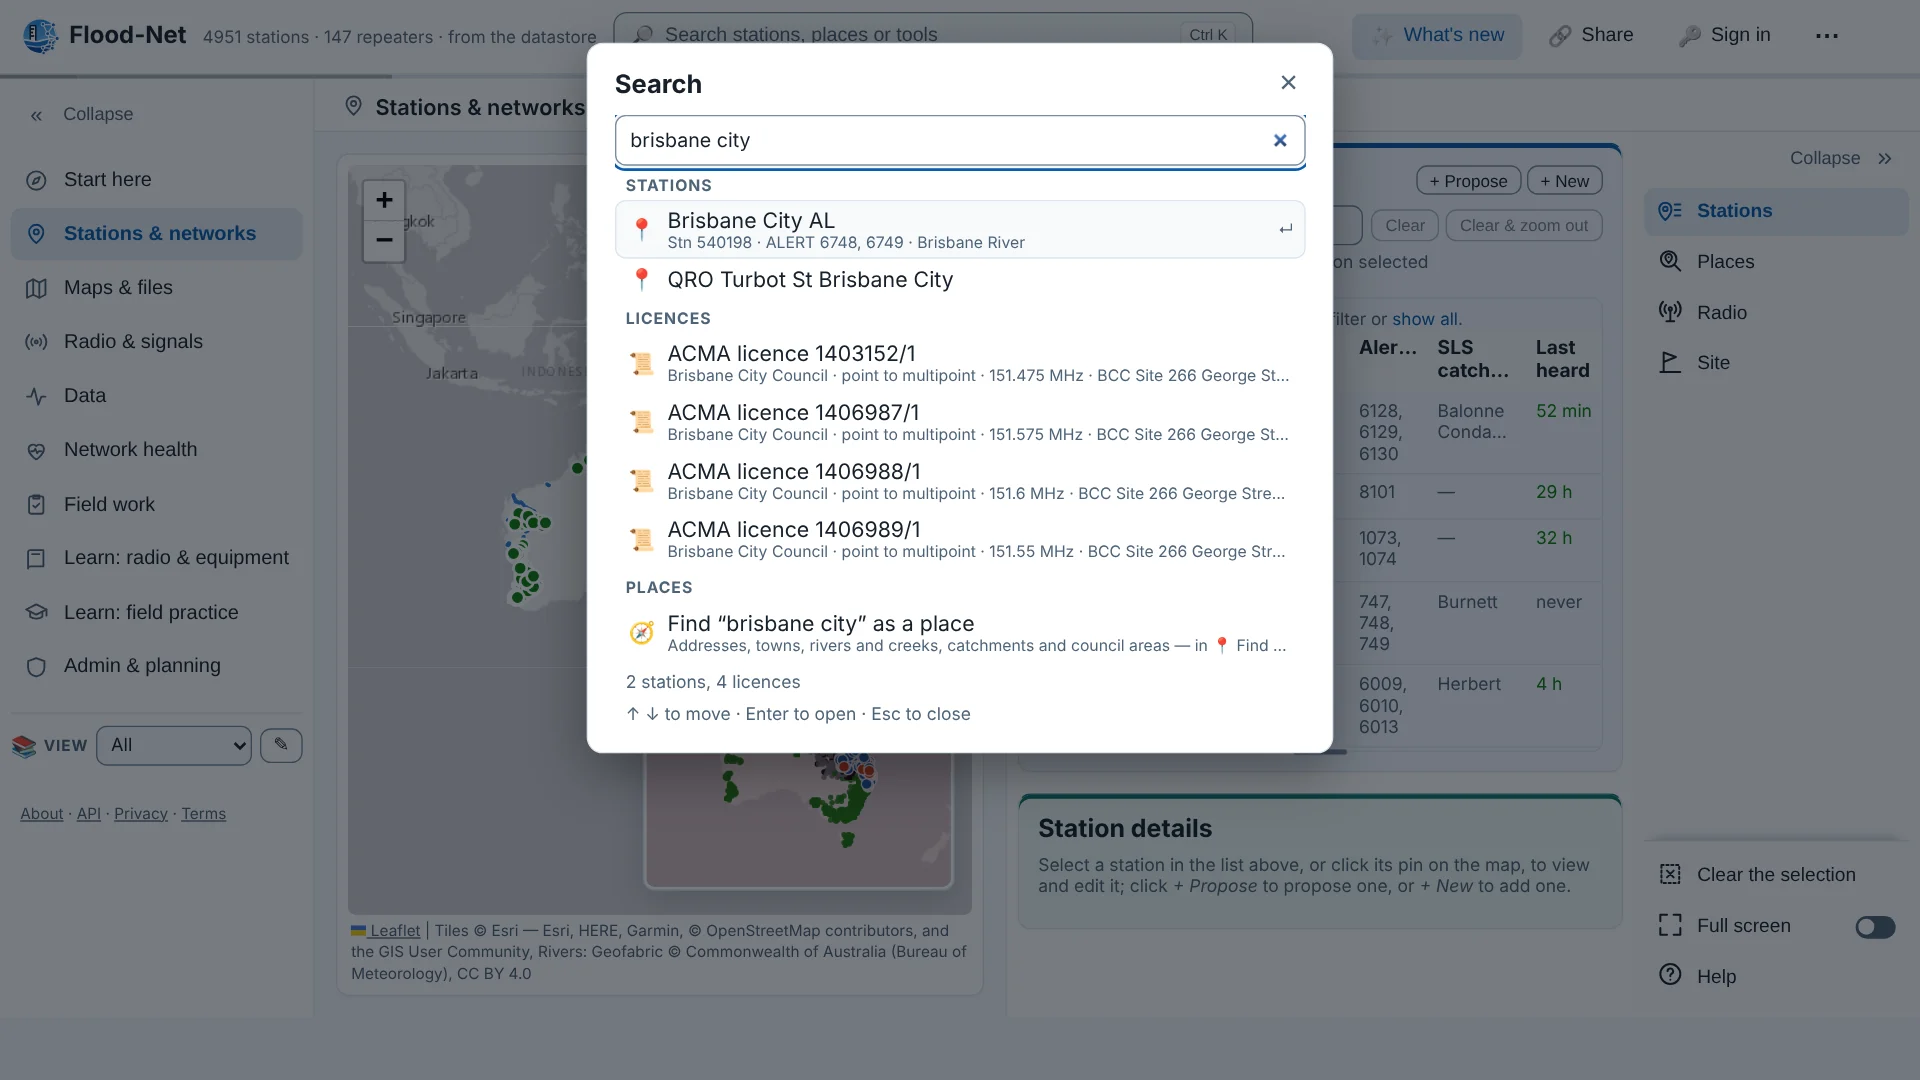 Flood-Net
4951 stations · 147 repeaters · from the datastore
Search stations, places or tools
Ctrl K
What's new
Share
Sign in
Collapse
Start here
Stations & networks
Maps & files
Radio & signals
Data
Network health
Field work
Learn: radio & equipment
Learn: field practice
Admin & planning
VIEW
All
About · API · Privacy · Terms
Stations & networks
+
−
Singapore
Jakarta
Leaflet | Tiles © Esri — Esri, HERE, Garmin, © OpenStreetMap contributors, and
the GIS User Community, Rivers: Geofabric © Commonwealth of Australia (Bureau of
Meteorology), CC BY 4.0
Search
brisbane city
STATIONS
Brisbane City AL
Stn 540198 · ALERT 6748, 6749 · Brisbane River
QRO Turbot St Brisbane City
LICENCES
ACMA licence 1403152/1
Brisbane City Council · point to multipoint · 151.475 MHz · BCC Site 266 George St...
ACMA licence 1406987/1
Brisbane City Council · point to multipoint · 151.575 MHz · BCC Site 266 George St...
ACMA licence 1406988/1
Brisbane City Council · point to multipoint · 151.6 MHz · BCC Site 266 George Stre...
ACMA licence 1406989/1
Brisbane City Council · point to multipoint · 151.55 MHz · BCC Site 266 George Str...
PLACES
Find “brisbane city” as a place
Addresses, towns, rivers and creeks, catchments and council areas — in 📍 Find ...
2 stations, 4 licences
↑ ↓ to move · Enter to open · Esc to close
+ Propose
+ New
Clear
Clear & zoom out
on selected
filter or show all.
Aler...
SLS catch...
Last heard
6128, 6129, 6130
Balonne Conda...
52 min
8101
—
29 h
1073, 1074
—
32 h
747, 748, 749
Burnett
never
6009, 6010, 6013
Herbert
4 h
Station details
Select a station in the list above, or click its pin on the map, to view
and edit it; click + Propose to propose one, or + New to add one.
Collapse
Stations
Places
Radio
Site
Clear the selection
Full screen
Help